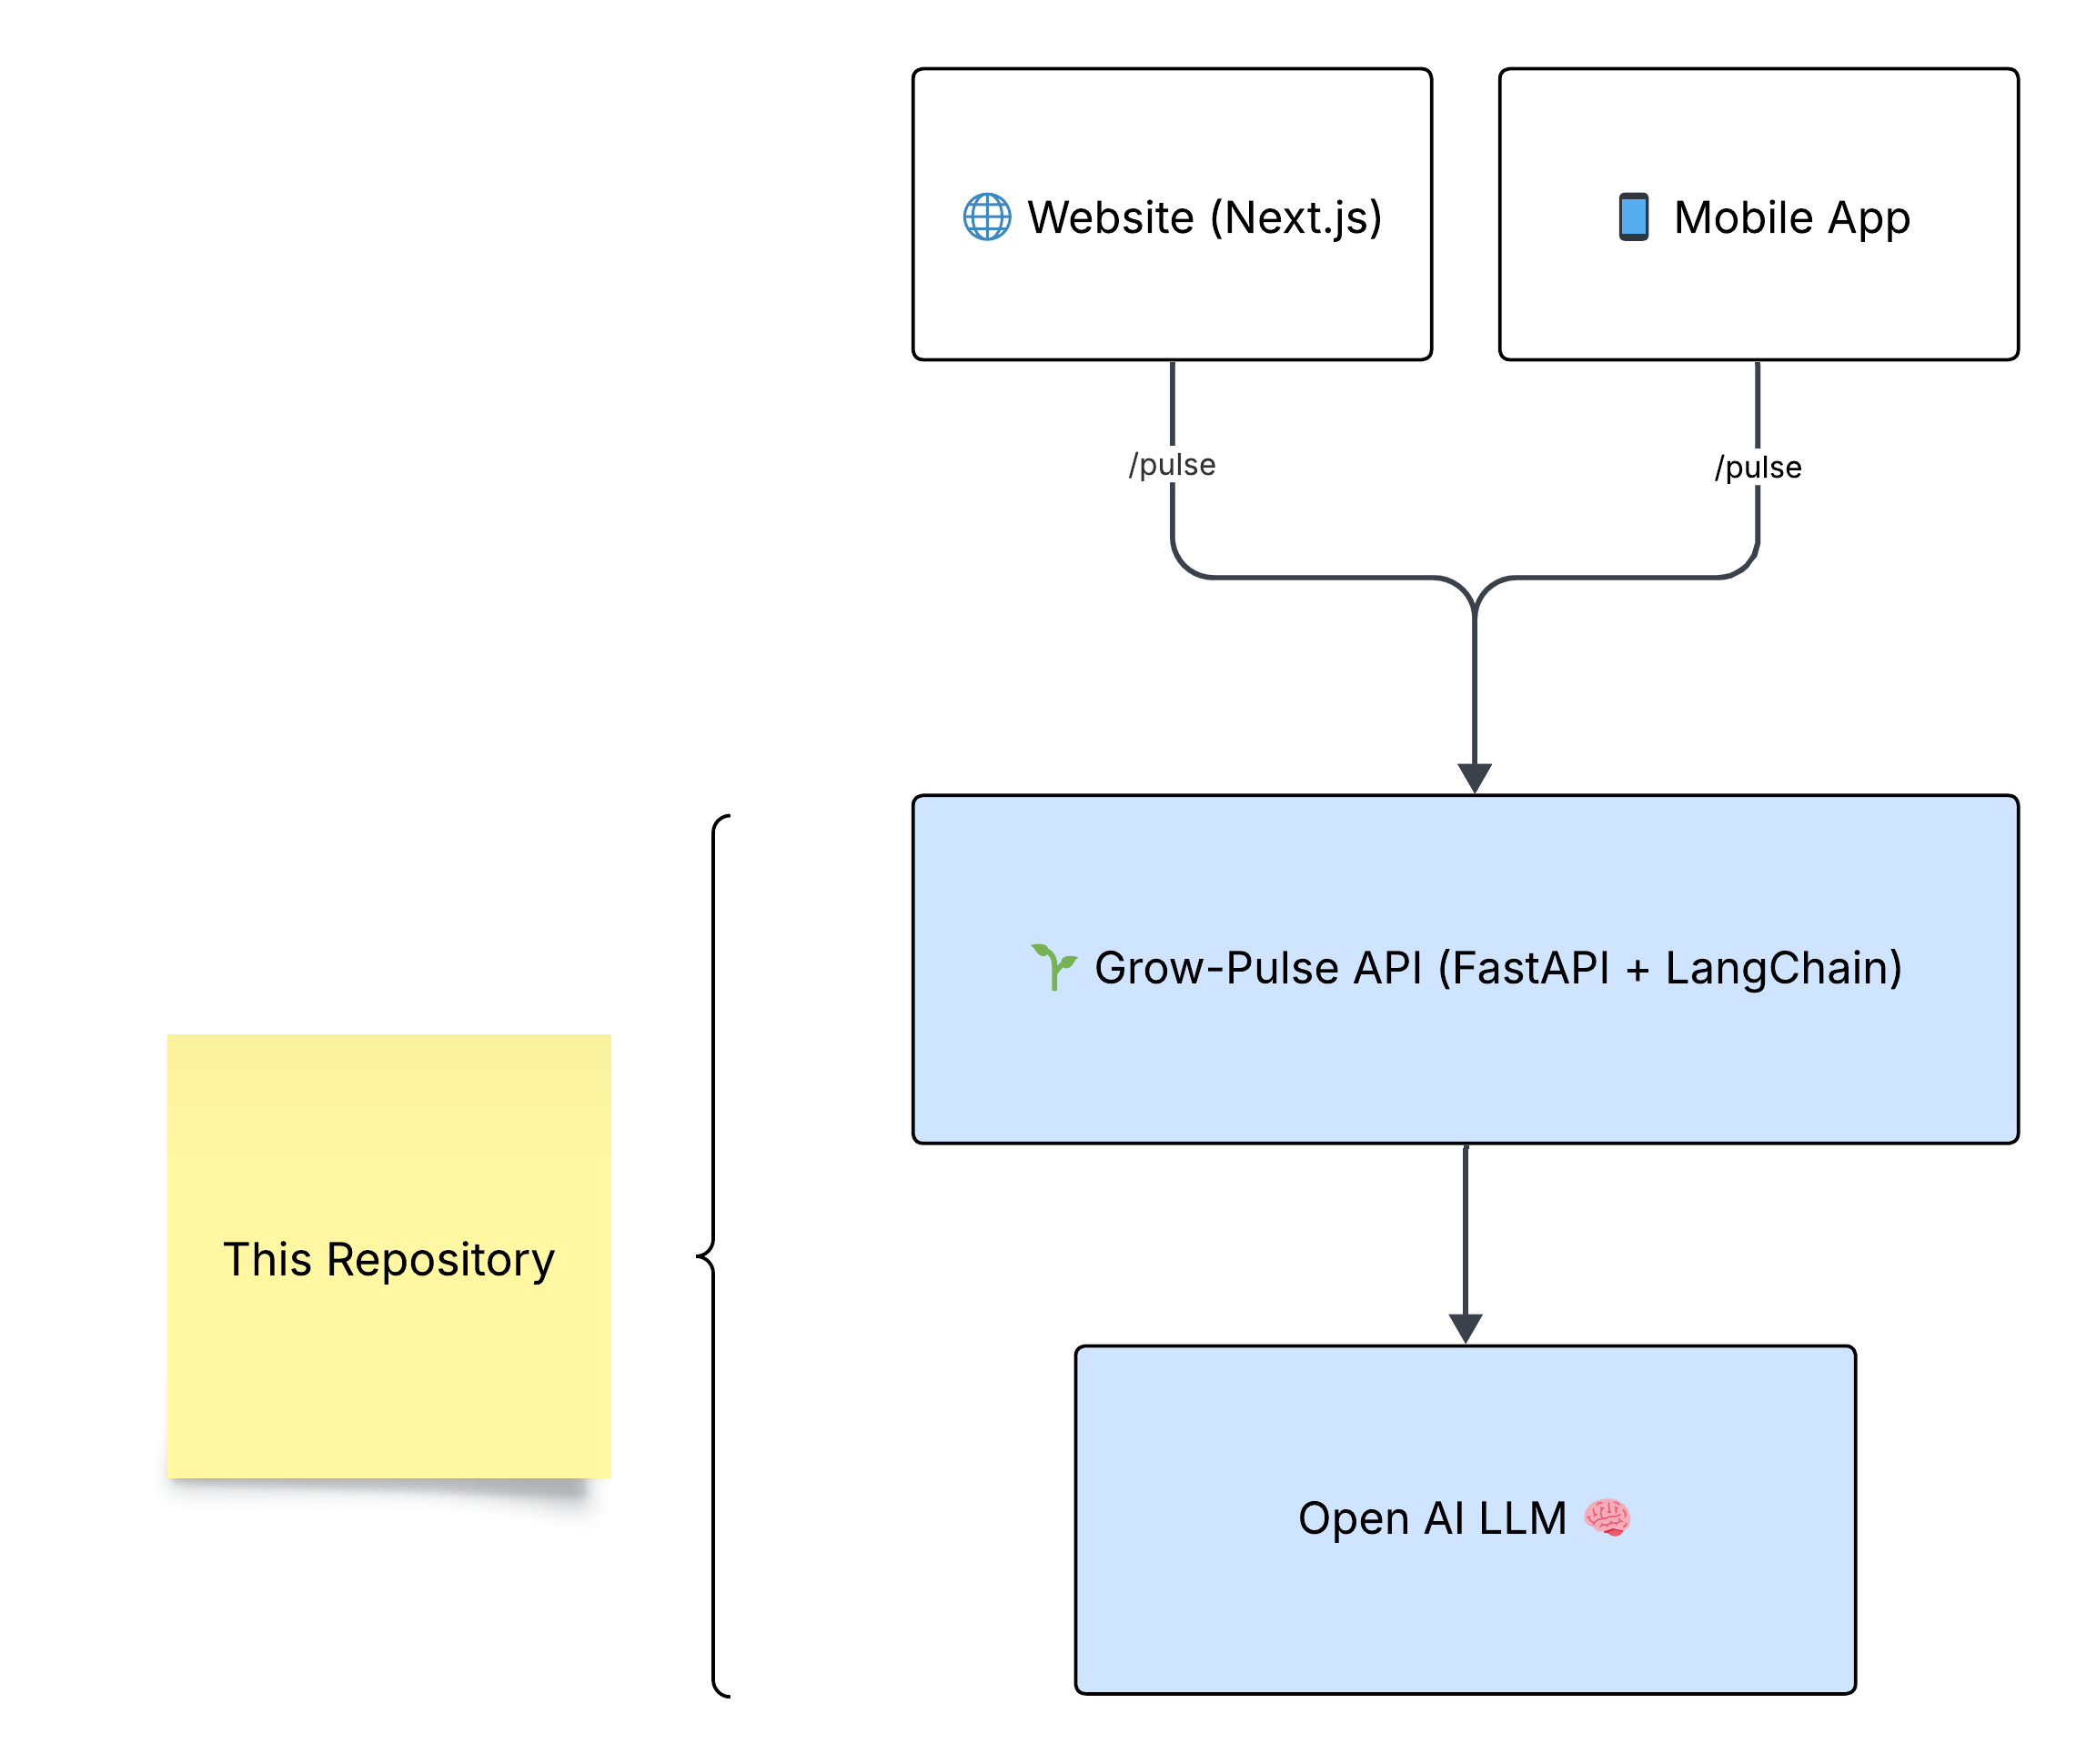 Website (Next.js)
Mobile App
/pulse
/pulse
Grow-Pulse API (FastAPI + LangChain)
This Repository
Open AI LLM